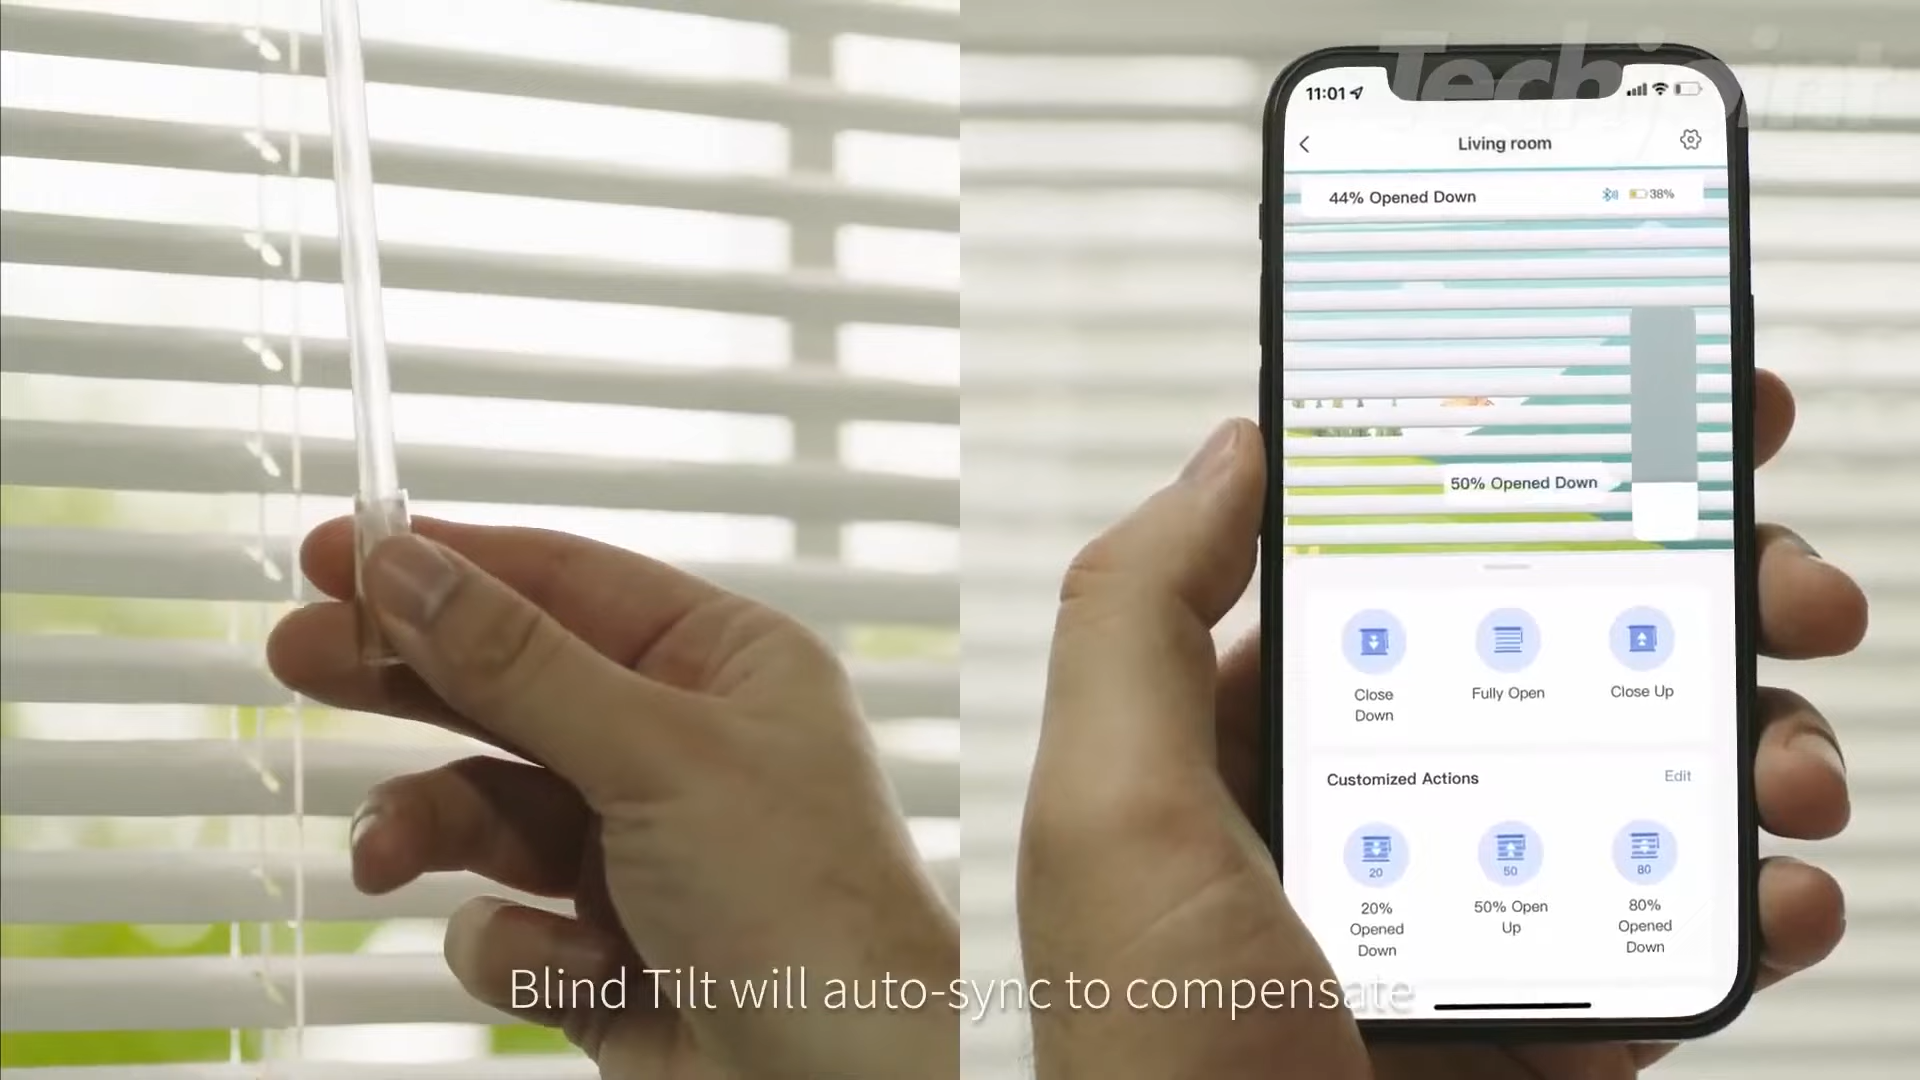 Techjoint
11:01
Living room
44% Opened Down
38%
50% Opened Down
Close
Down
Fully Open
Close Up
Customized Actions
Edit
20
50
80
20%
Opened
Down
50% Open
Up
80%
Opened
Down
Blind Tilt will auto-sync to compensate